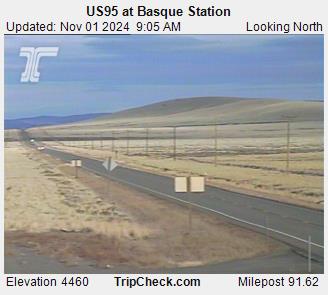 US95 at Basque Station
Updated: Nov 01 2024 9:05 AM Looking North
Elevation 4460 TripCheck.com Milepost 91.62